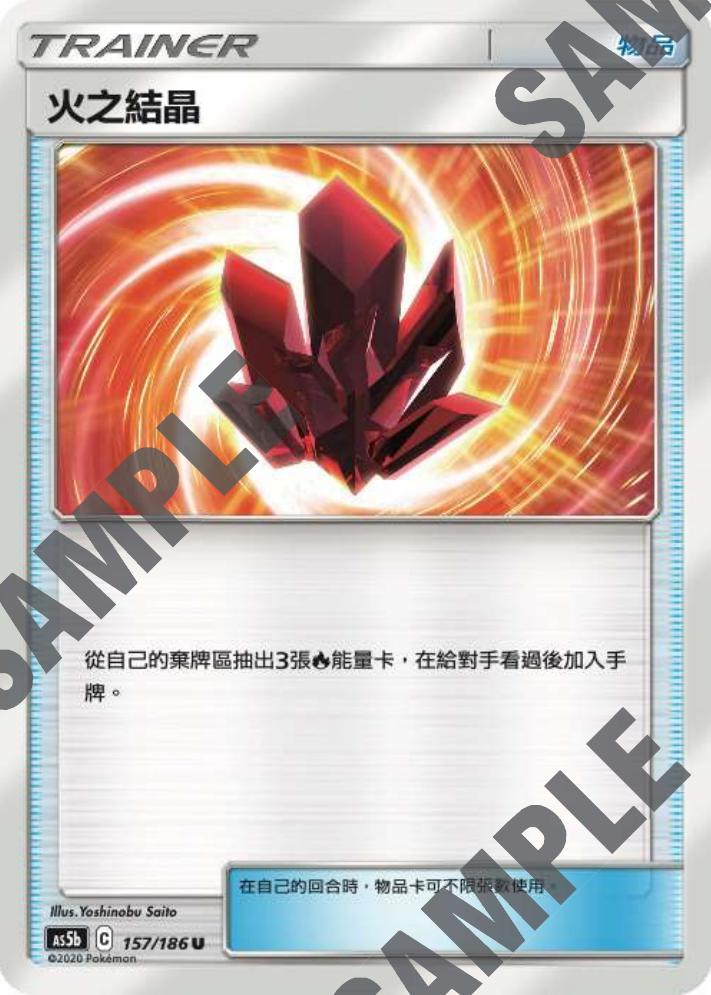 TRAINER
物品
火之結晶
從自己的棄牌區抽出3張能量卡，在給對手看過後加入手
牌。
在自己的回合時，物品卡可不限張數使用。
Illus. Yoshinobu Saito
AS5b C 157/186 U
©2020 Pokémon
SAMPLE
SAMPLE
SAMPLE